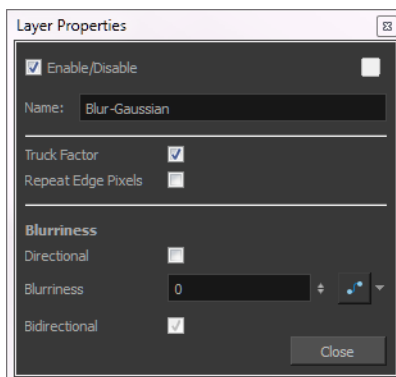 Layer Properties
Enable/Disable
Name: Blur-Gaussian
Truck Factor
Repeat Edge Pixels
Blurriness
Directional
Blurriness 0
Bidirectional
Close